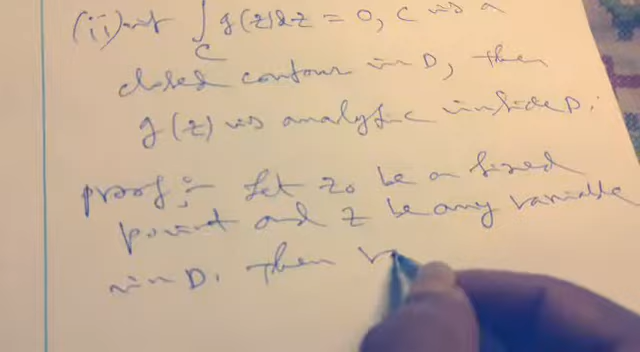 (ii) ∫_C f(z)dz = 0, C is a
closed contour in D, then
f(z) is analytic inside D.
proof :- Let z₀ be a fixed
point and z be any variable
in D. Then